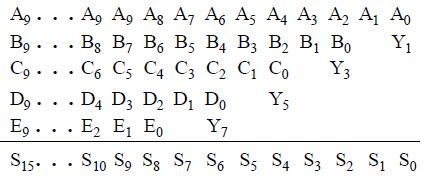 A9 . . . A9 A9 A8 A7 A6 A5 A4 A3 A2 A1 A0
B9 . . . B8 B7 B6 B5 B4 B3 B2 B1 B0 Y1
C9 . . . C6 C5 C4 C3 C2 C1 C0 Y3
D9 . . . D4 D3 D2 D1 D0 Y5
E9 . . . E2 E1 E0 Y7
S15. . . S10 S9 S8 S7 S6 S5 S4 S3 S2 S1 S0